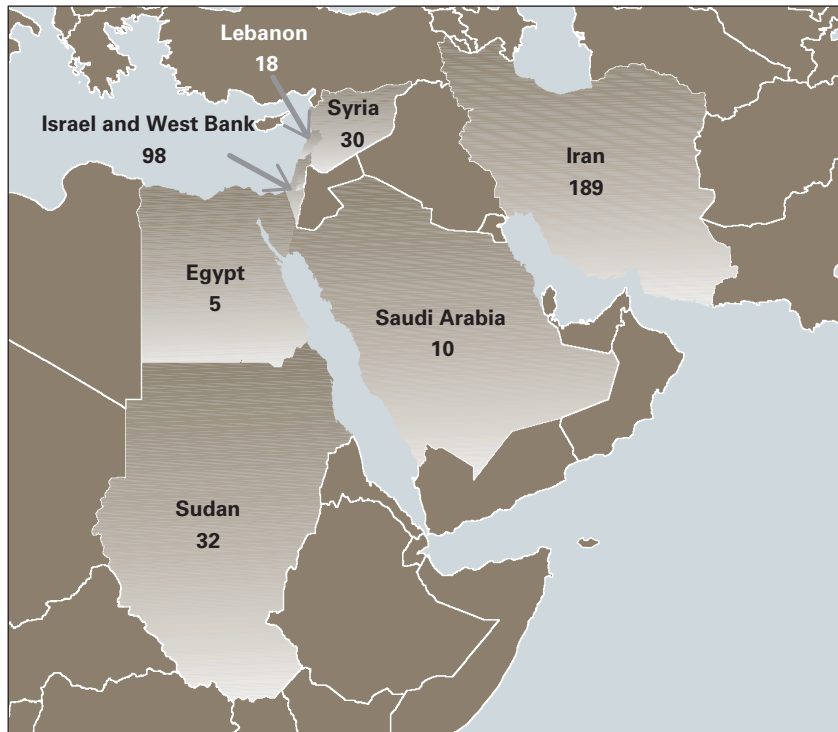 Lebanon
18
Syria
30
Israel and West Bank
98
Iran
189
Egypt
5
Saudi Arabia
10
Sudan
32